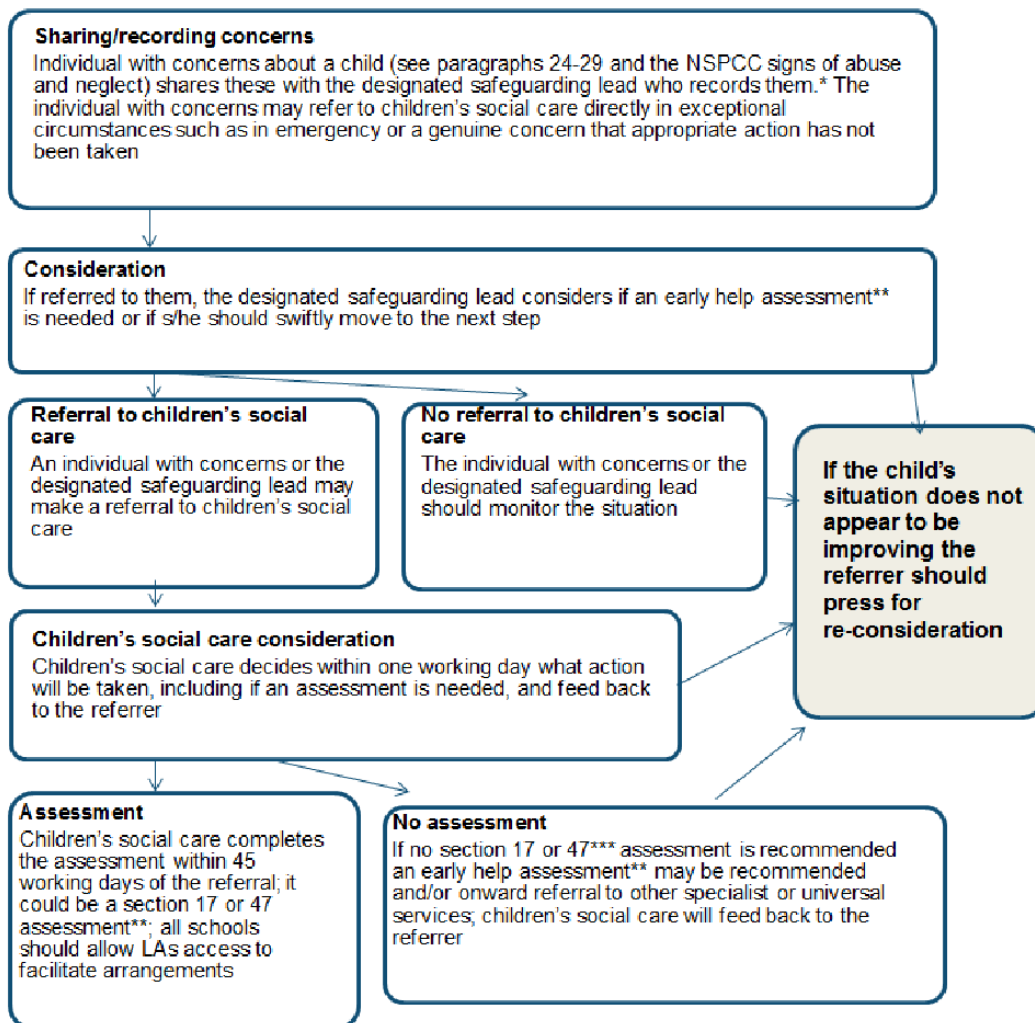 Sharing/recording concerns
Individual with concerns about a child (see paragraphs 24-29 and the NSPCC signs of abuse
and neglect) shares these with the designated safeguarding lead who records them.* The
individual with concerns may refer to children's social care directly in exceptional
circumstances such as in emergency or a genuine concern that appropriate action has not
been taken
Consideration
If referred to them, the designated safeguarding lead considers if an early help assessment**
is needed or if s/he should swiftly move to the next step
Referral to children's social
care
An individual with concerns or the
designated safeguarding lead may
make a referral to children's social
care
No referral to children's social
care
The individual with concerns or the
designated safeguarding lead
should monitor the situation
If the child's
situation does not
appear to be
improving the
referrer should
press for
re-consideration
Children's social care consideration
Children's social care decides within one working day what action
will be taken, including if an assessment is needed, and feed back
to the referrer
Assessment
Children's social care completes
the assessment within 45
working days of the referral; it
could be a section 17 or 47
assessment**; all schools
should allow LAs access to
facilitate arrangements
No assessment
If no section 17 or 47*** assessment is recommended
an early help assessment** may be recommended
and/or onward referral to other specialist or universal
services; children's social care will feed back to the
referrer